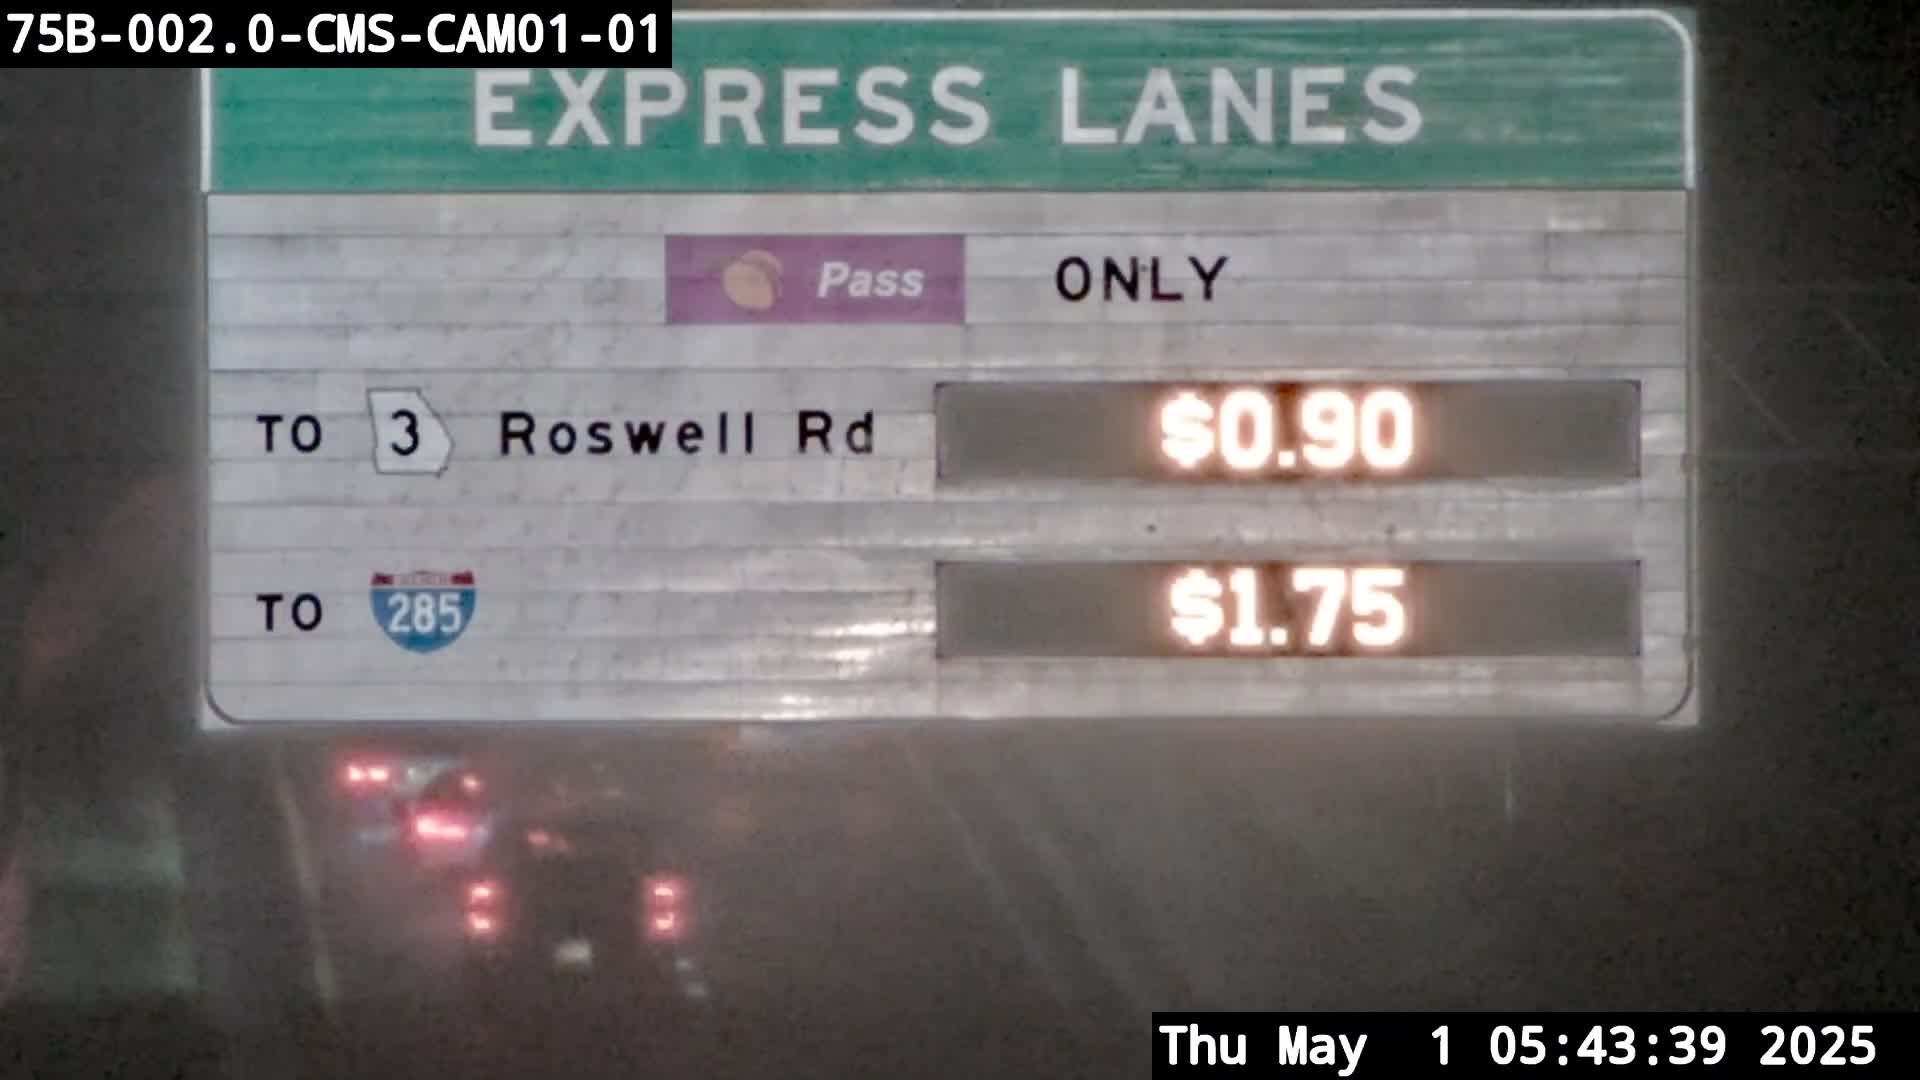 75B-002.0-CMS-CAM01-01
EXPRESS LANES
Pass ONLY
TO 3 Roswell Rd $0.90
TO 285 $1.75
Thu May 1 05:43:39 2025